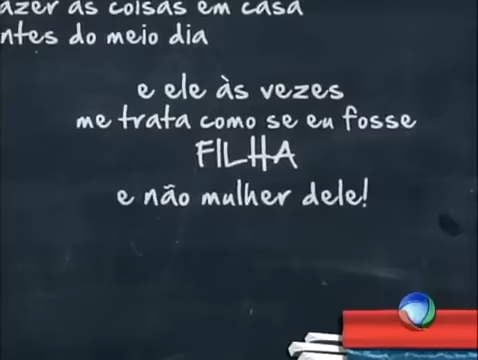 azer as coisas em casa
ntes do meio dia
e ele às vezes
me trata como se eu fosse
FILHA
e não mulher dele!